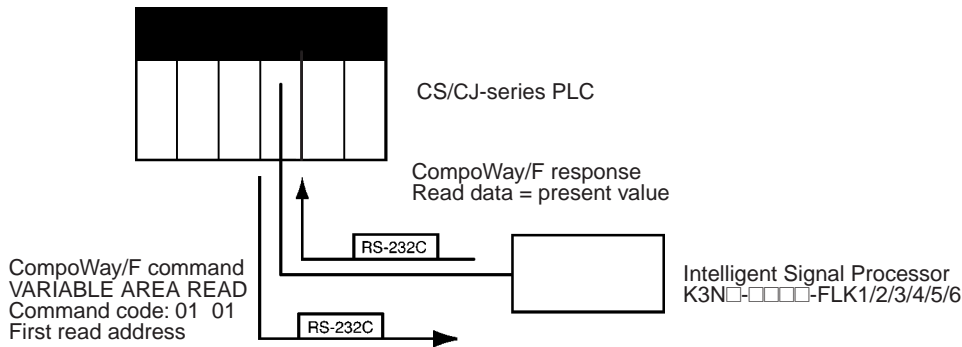 CS/CJ-series PLC
CompoWay/F response
Read data = present value
RS-232C
CompoWay/F command
VARIABLE AREA READ
Command code: 01 01
First read address
RS-232C
Intelligent Signal Processor
K3N□-□□□□-FLK1/2/3/4/5/6